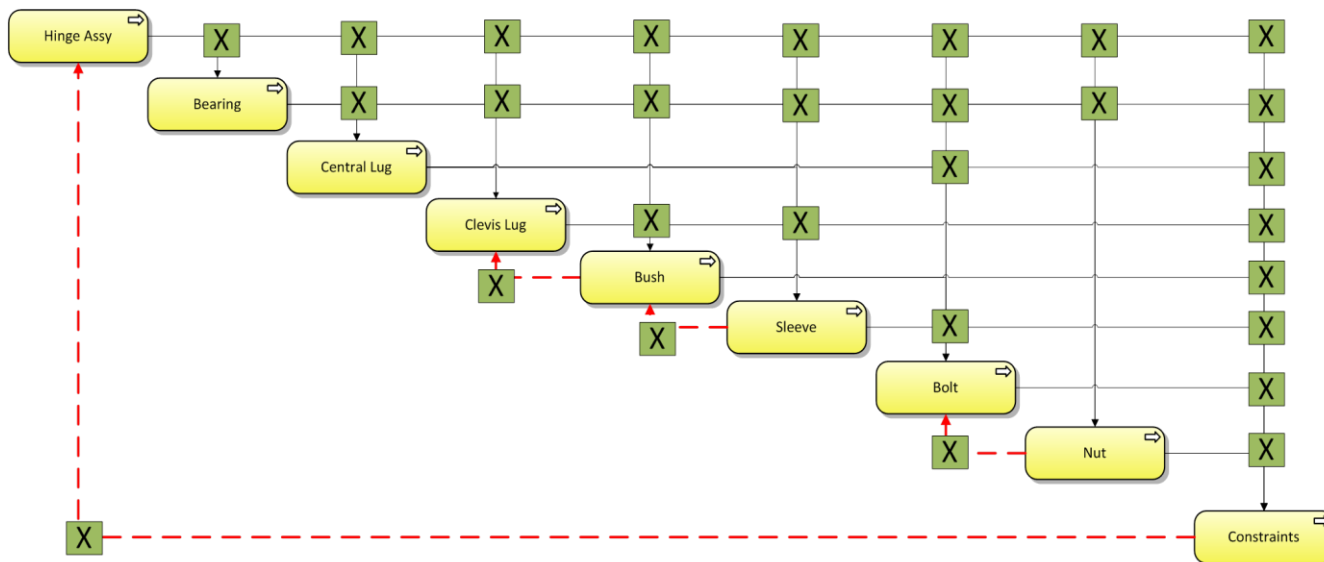 Hinge Assy X X X X X X X X
Bearing X X X X X X X
Central Lug X X
Clevis Lug X X X
X Bush X
X Sleeve X X
Bolt X
X Nut X
X Constraints